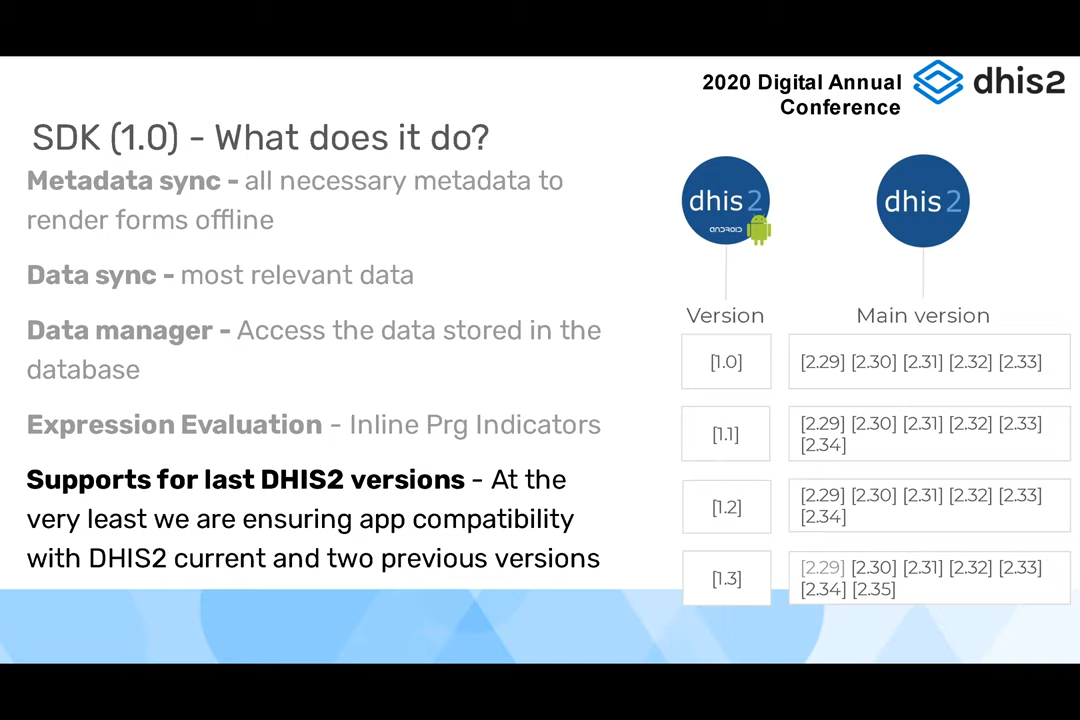 2020 Digital Annual
Conference
dhis2
SDK (1.0) - What does it do?
Metadata sync - all necessary metadata to
render forms offline
Data sync - most relevant data
Data manager - Access the data stored in the
database
Expression Evaluation - Inline Prg Indicators
Supports for last DHIS2 versions - At the
very least we are ensuring app compatibility
with DHIS2 current and two previous versions
dhis2
ANDROID
dhis2
Version
Main version
[1.0]
[2.29] [2.30] [2.31] [2.32] [2.33]
[1.1]
[2.29] [2.30] [2.31] [2.32] [2.33]
[2.34]
[1.2]
[2.29] [2.30] [2.31] [2.32] [2.33]
[2.34]
[1.3]
[2.29] [2.30] [2.31] [2.32] [2.33]
[2.34] [2.35]